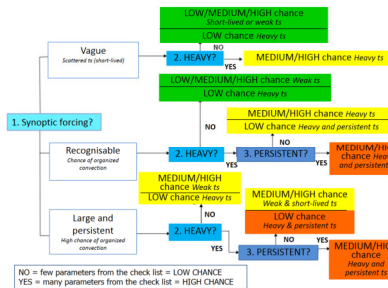 LOW/MEDIUM/HIGH chance
Short-lived or weak ts
LOW chance Heavy ts
Vague
Scattered ts (short-lived)
2. HEAVY?
NO
YES
MEDIUM/HIGH chance Heavy ts
LOW/MEDIUM/HIGH chance Weak ts
LOW chance Heavy ts
1. Synoptic forcing?
NO
MEDIUM/HIGH chance Heavy ts
LOW chance Heavy and persistent ts
Recognisable
Chance of organized
convection
2. HEAVY?
YES
NO
3. PERSISTENT?
YES
MEDIUM/HIGH
chance Heavy
and persistent ts
MEDIUM/HIGH
chance Weak ts
LOW chance Heavy ts
MEDIUM/HIGH chance
Weak & short-lived ts
LOW chance
Heavy & persistent ts
Large and
persistent
High chance of organized
convection
NO
2. HEAVY?
YES
NO
3. PERSISTENT?
YES
MEDIUM/HIGH
chance
Heavy and
persistent ts
NO = few parameters from the check list = LOW CHANCE
YES = many parameters from the check list = HIGH CHANCE